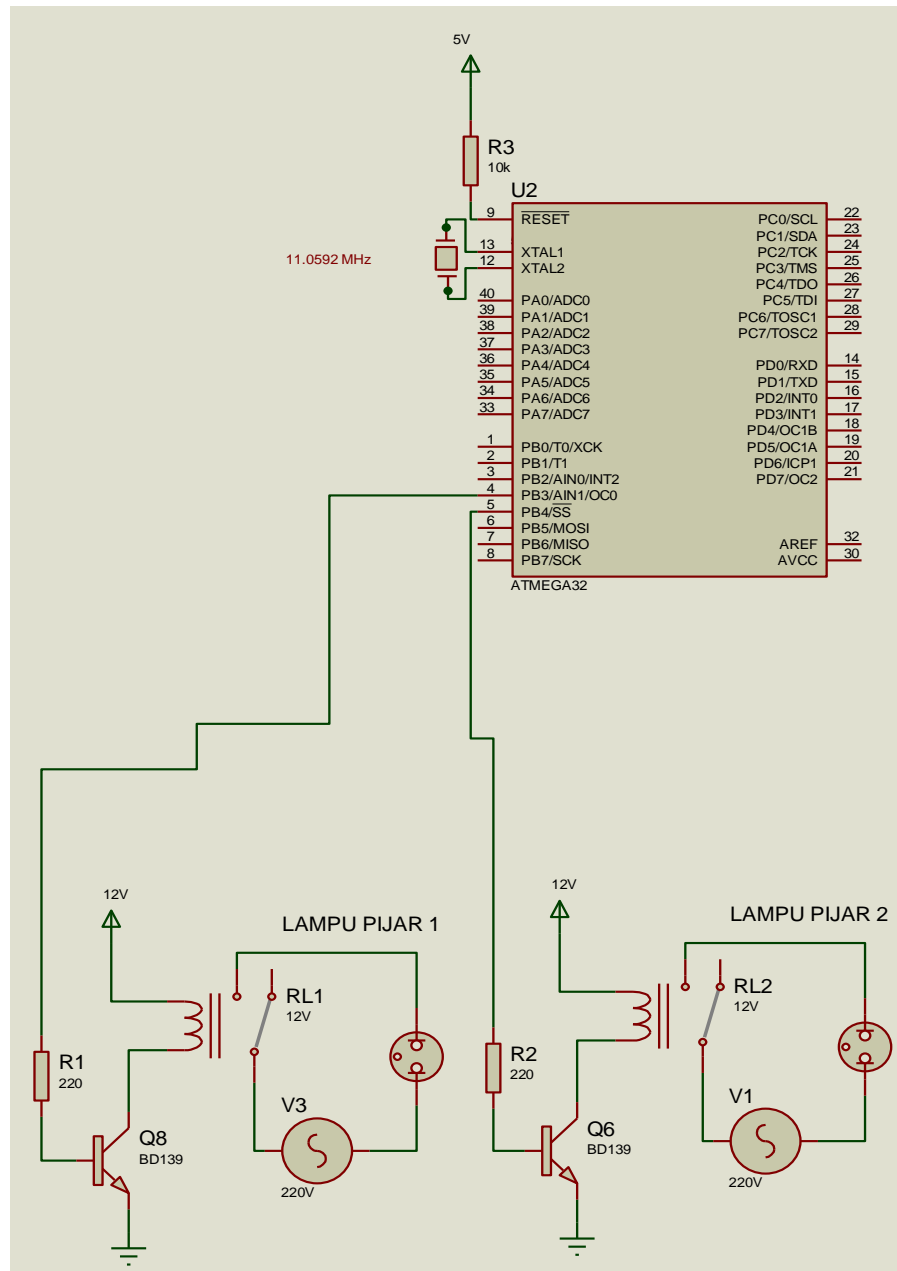 5V
R3
10k
U2
9 RESET PC0/SCL 22
PC1/SDA 23
11.0592 MHz
13 XTAL1 PC2/TCK 24
12 XTAL2 PC3/TMS 25
PC4/TDO 26
40 PA0/ADC0 PC5/TDI 27
39 PA1/ADC1 PC6/TOSC1 28
38 PA2/ADC2 PC7/TOSC2 29
37 PA3/ADC3
36 PA4/ADC4 PD0/RXD 14
35 PA5/ADC5 PD1/TXD 15
34 PA6/ADC6 PD2/INT0 16
33 PA7/ADC7 PD3/INT1 17
PD4/OC1B 18
1 PB0/T0/XCK PD5/OC1A 19
2 PB1/T1 PD6/ICP1 20
3 PB2/AIN0/INT2 PD7/OC2 21
4 PB3/AIN1/OC0
5 PB4/SS
6 PB5/MOSI
7 PB6/MISO AREF 32
8 PB7/SCK AVCC 30
ATMEGA32
12V
LAMPU PIJAR 1
RL1
12V
R1
220
V3
220V
Q8
BD139
12V
LAMPU PIJAR 2
RL2
12V
R2
220
V1
220V
Q6
BD139